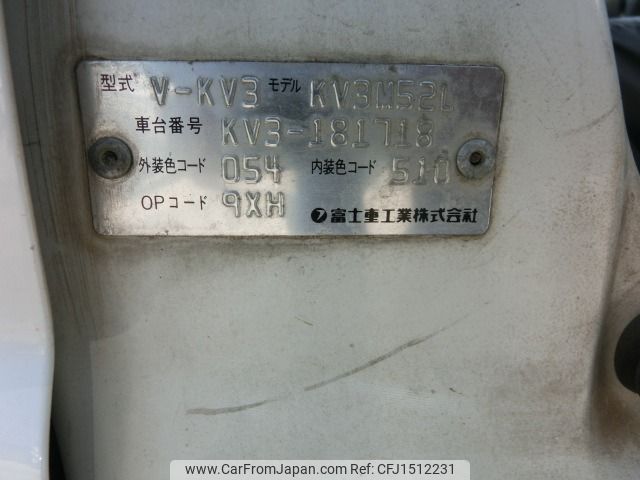 型式 V-KV3 モデル KV3M52L
車台番号 KV3-181718
外装色コード 054 内装色コード 510
OPコード 9XH フ富士重工業株式会社
www.CarFromJapan.com - CFJ1512231